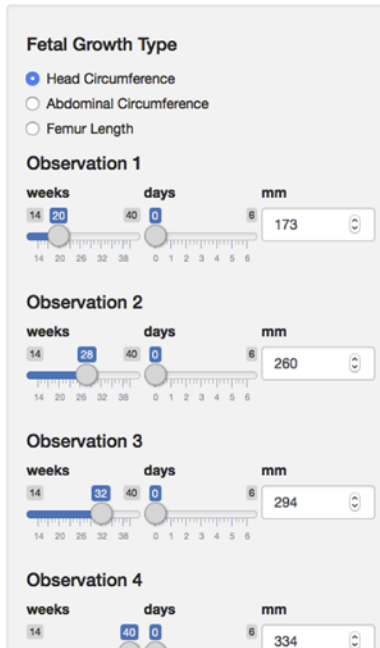 Fetal Growth Type
Head Circumference
Abdominal Circumference
Femur Length
Observation 1
weeks days mm
14 20 40 0 6 173
14 20 26 32 38 0 1 2 3 4 5 6
Observation 2
weeks days mm
14 28 40 0 6 260
14 20 26 32 38 0 1 2 3 4 5 6
Observation 3
weeks days mm
14 32 40 0 6 294
14 20 26 32 38 0 1 2 3 4 5 6
Observation 4
weeks days mm
14 40 0 6 334